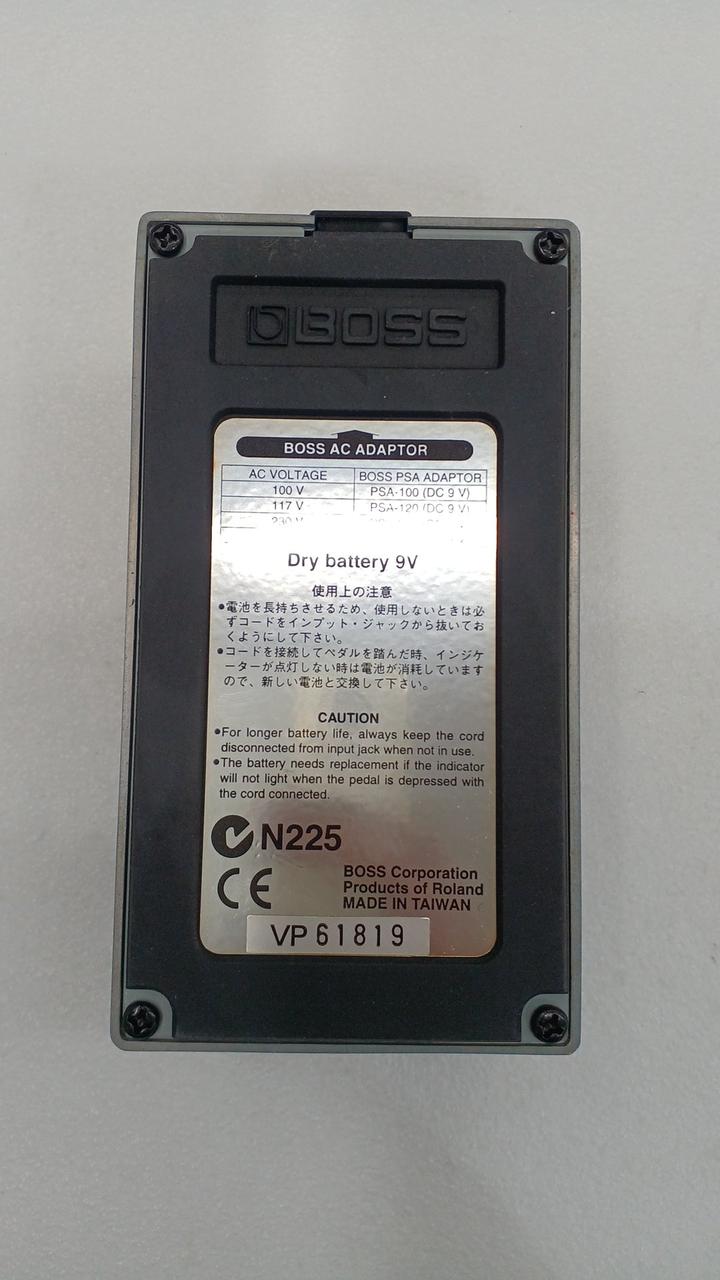 BOSS
BOSS AC ADAPTOR
AC VOLTAGE BOSS PSA ADAPTOR
100 V PSA-100 (DC 9 V)
117 V PSA-120 (DC 9 V)
230 V
Dry battery 9V
使用上の注意
●電池を長持ちさせるため、使用しないときは必
ずコードをインプット・ジャックから抜いてお
くようにして下さい。
●コードを接続してペダルを踏んだ時、インジケ
ーターが点灯しない時は電池が消耗しています
ので、新しい電池と交換して下さい。
CAUTION
●For longer battery life, always keep the cord
disconnected from input jack when not in use.
●The battery needs replacement if the indicator
will not light when the pedal is depressed with
the cord connected.
N225
CE
BOSS Corporation
Products of Roland
MADE IN TAIWAN
VP 61819